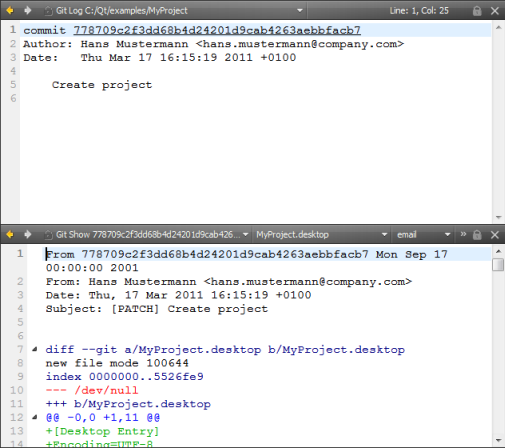 Git Log C:/Qt/examples/MyProject Line: 1, Col: 25
1 commit 778709c2f3dd68b4d24201d9cab4263aebbfacb7
2 Author: Hans Mustermann <hans.mustermann@company.com>
3 Date:   Thu Mar 17 16:15:19 2011 +0100
4
5     Create project
6
Git Show 778709c2f3dd68b4d24201d9cab426... MyProject.desktop email »
1 From 778709c2f3dd68b4d24201d9cab4263aebbfacb7 Mon Sep 17
00:00:00 2001
2 From: Hans Mustermann <hans.mustermann@company.com>
3 Date: Thu, 17 Mar 2011 16:15:19 +0100
4 Subject: [PATCH] Create project
5
6
7 diff --git a/MyProject.desktop b/MyProject.desktop
8 new file mode 100644
9 index 0000000..5526fe9
10 --- /dev/null
11 +++ b/MyProject.desktop
12 @@ -0,0 +1,11 @@
13 +[Desktop Entry]
14 +Encoding=UTF-8